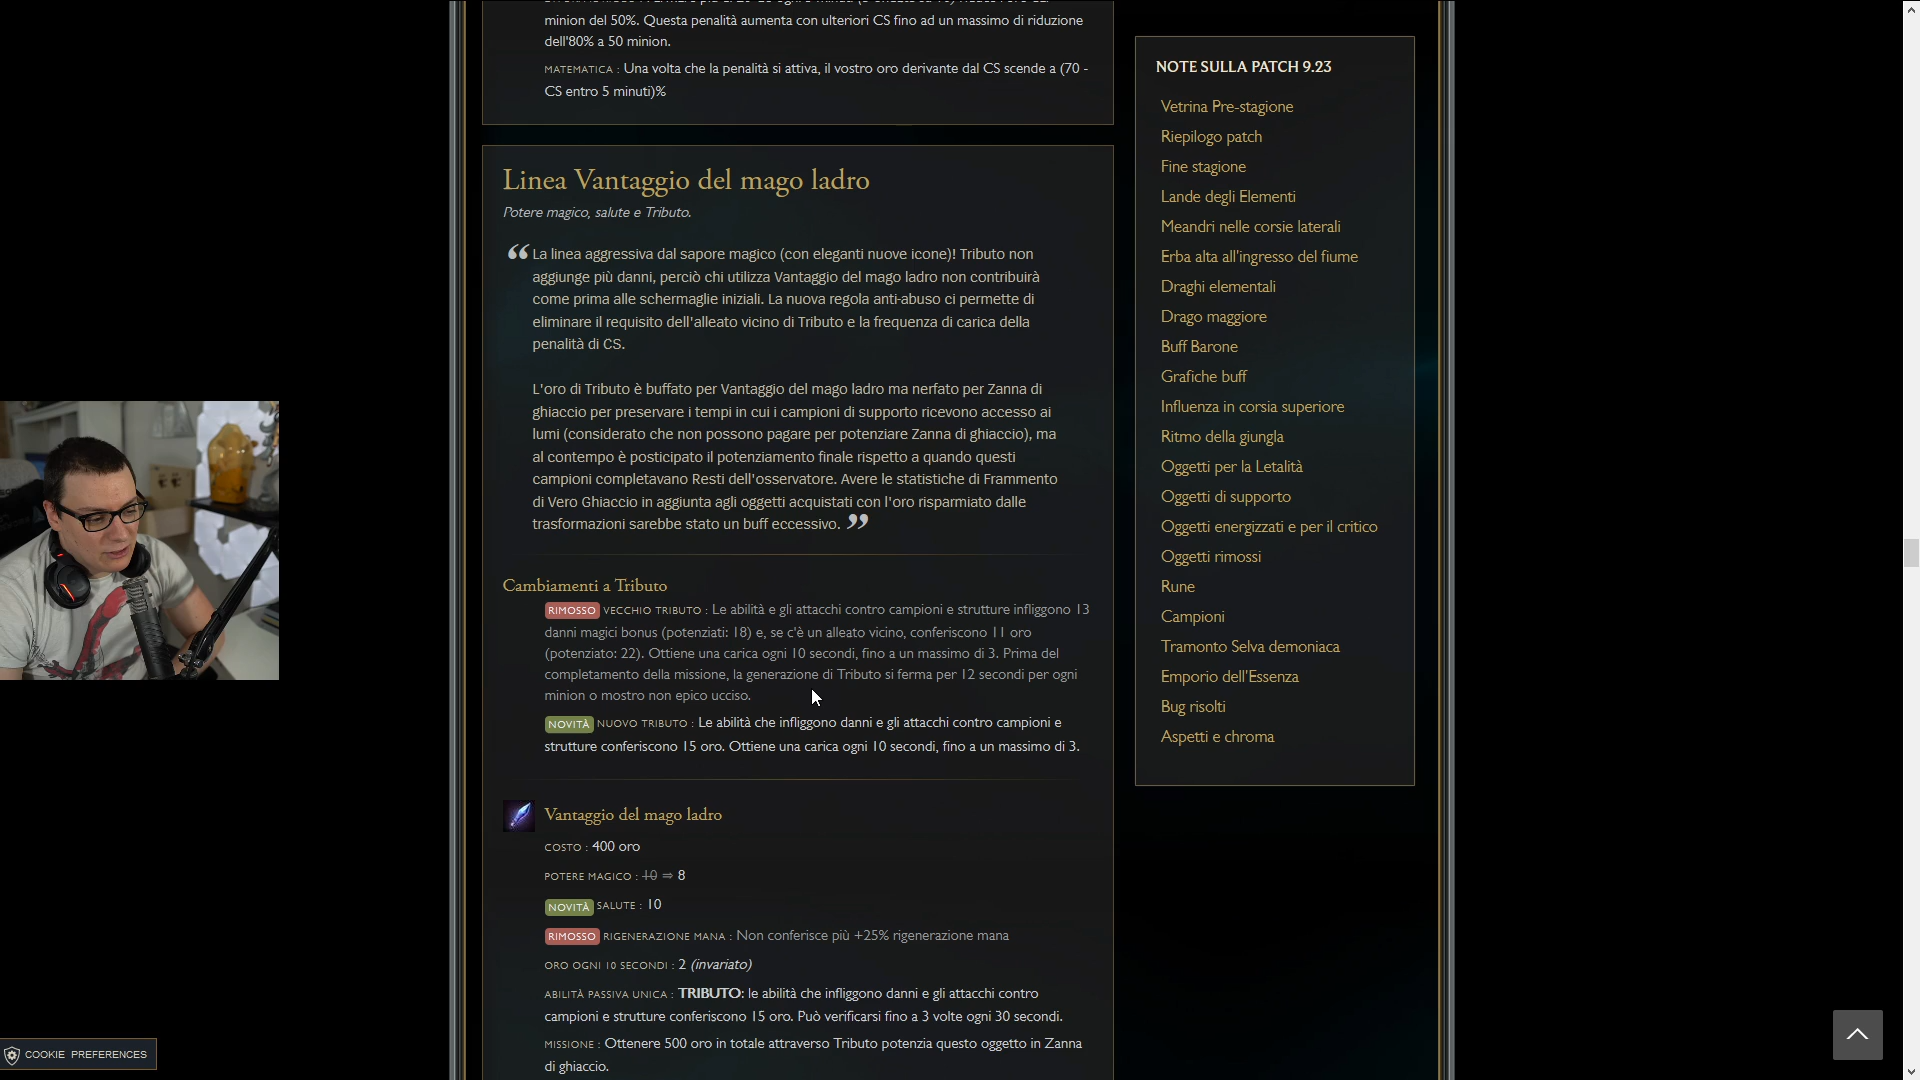 minion del 50%. Questa penalità aumenta con ulteriori CS fino ad un massimo di riduzione
dell'80% a 50 minion.
MATEMATICA : Una volta che la penalità si attiva, il vostro oro derivante dal CS scende a (70 -
CS entro 5 minuti)%
Linea Vantaggio del mago ladro
Potere magico, salute e Tributo.
“ La linea aggressiva dal sapore magico (con eleganti nuove icone)! Tributo non
aggiunge più danni, perciò chi utilizza Vantaggio del mago ladro non contribuirà
come prima alle schermaglie iniziali. La nuova regola anti-abuso ci permette di
eliminare il requisito dell'alleato vicino di Tributo e la frequenza di carica della
penalità di CS.
L'oro di Tributo è buffato per Vantaggio del mago ladro ma nerfato per Zanna di
ghiaccio per preservare i tempi in cui i campioni di supporto ricevono accesso ai
lumi (considerato che non possono pagare per potenziare Zanna di ghiaccio), ma
al contempo è posticipato il potenziamento finale rispetto a quando questi
campioni completavano Resti dell'osservatore. Avere le statistiche di Frammento
di Vero Ghiaccio in aggiunta agli oggetti acquistati con l'oro risparmiato dalle
trasformazioni sarebbe stato un buff eccessivo. ”
Cambiamenti a Tributo
RIMOSSO VECCHIO TRIBUTO : Le abilità e gli attacchi contro campioni e strutture infliggono 13
danni magici bonus (potenziati: 18) e, se c'è un alleato vicino, conferiscono 11 oro
(potenziato: 22). Ottiene una carica ogni 10 secondi, fino a un massimo di 3. Prima del
completamento della missione, la generazione di Tributo si ferma per 12 secondi per ogni
minion o mostro non epico ucciso.
NOVITÀ NUOVO TRIBUTO : Le abilità che infliggono danni e gli attacchi contro campioni e
strutture conferiscono 15 oro. Ottiene una carica ogni 10 secondi, fino a un massimo di 3.
Vantaggio del mago ladro
COSTO : 400 oro
POTERE MAGICO : 10 ⇒ 8
NOVITÀ SALUTE : 10
RIMOSSO RIGENERAZIONE MANA : Non conferisce più +25% rigenerazione mana
ORO OGNI 10 SECONDI : 2 (invariato)
ABILITÀ PASSIVA UNICA : TRIBUTO: le abilità che infliggono danni e gli attacchi contro
campioni e strutture conferiscono 15 oro. Può verificarsi fino a 3 volte ogni 30 secondi.
MISSIONE : Ottenere 500 oro in totale attraverso Tributo potenzia questo oggetto in Zanna
di ghiaccio.
NOTE SULLA PATCH 9.23
Vetrina Pre-stagione
Riepilogo patch
Fine stagione
Lande degli Elementi
Meandri nelle corsie laterali
Erba alta all'ingresso del fiume
Draghi elementali
Drago maggiore
Buff Barone
Grafiche buff
Influenza in corsia superiore
Ritmo della giungla
Oggetti per la Letalità
Oggetti di supporto
Oggetti energizzati e per il critico
Oggetti rimossi
Rune
Campioni
Tramonto Selva demoniaca
Emporio dell'Essenza
Bug risolti
Aspetti e chroma
COOKIE PREFERENCES